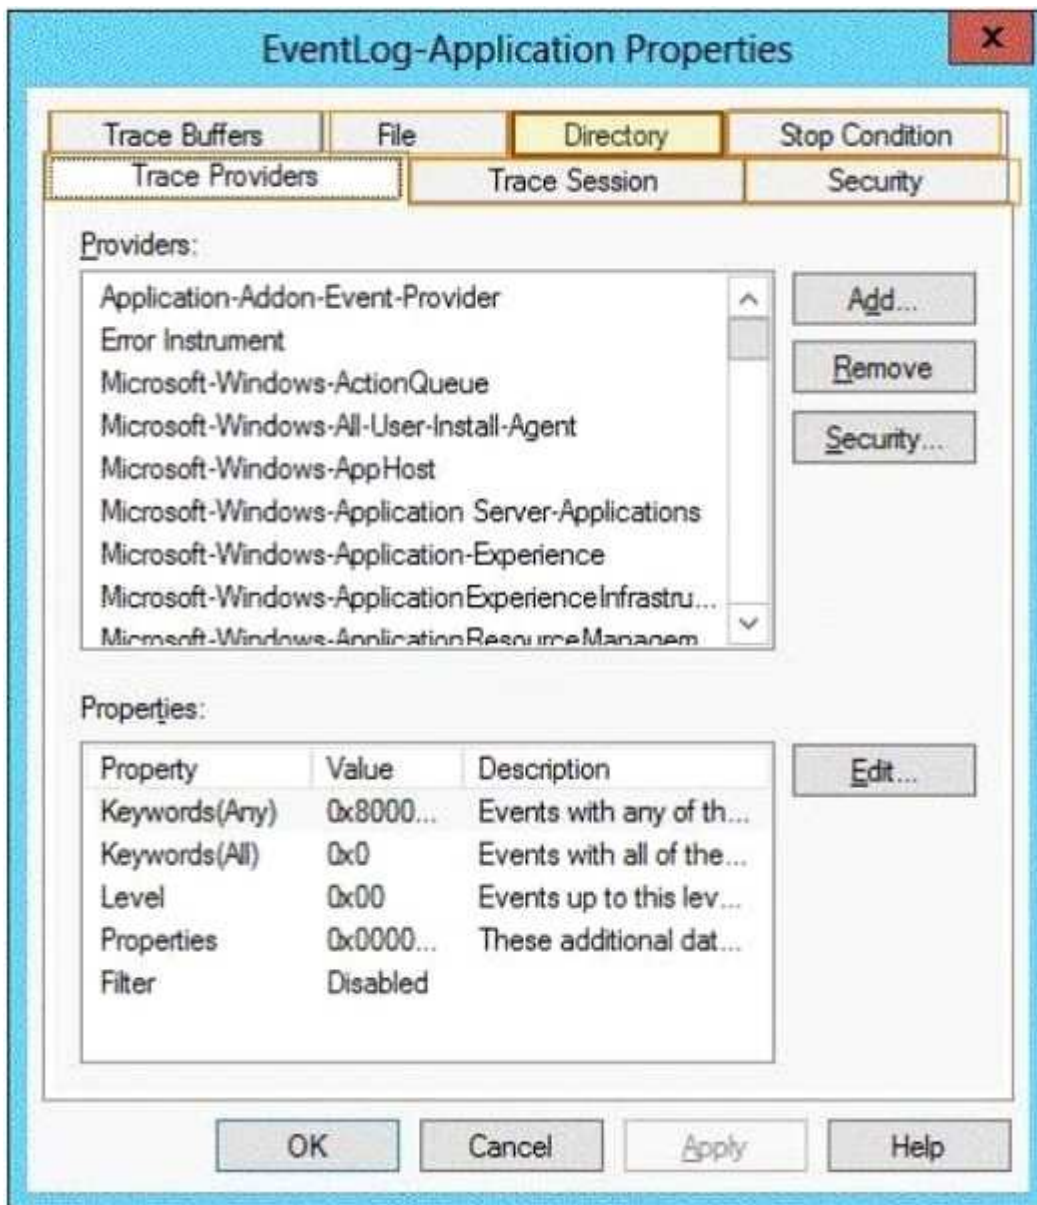 EventLog-Application Properties
x
Trace Buffers File Directory Stop Condition
Trace Providers Trace Session Security
Providers:
Application-Addon-Event-Provider
Error Instrument
Microsoft-Windows-ActionQueue
Microsoft-Windows-All-User-Install-Agent
Microsoft-Windows-AppHost
Microsoft-Windows-Application Server-Applications
Microsoft-Windows-Application-Experience
Microsoft-Windows-ApplicationExperienceInfrastru...
Microsoft-Windows-ApplicationResourceManagem
Add...
Remove
Security...
Properties:
Property Value Description
Keywords(Any) 0x8000... Events with any of th...
Keywords(All) 0x0 Events with all of the...
Level 0x00 Events up to this lev...
Properties 0x0000... These additional dat...
Filter Disabled
Edit...
OK Cancel Apply Help